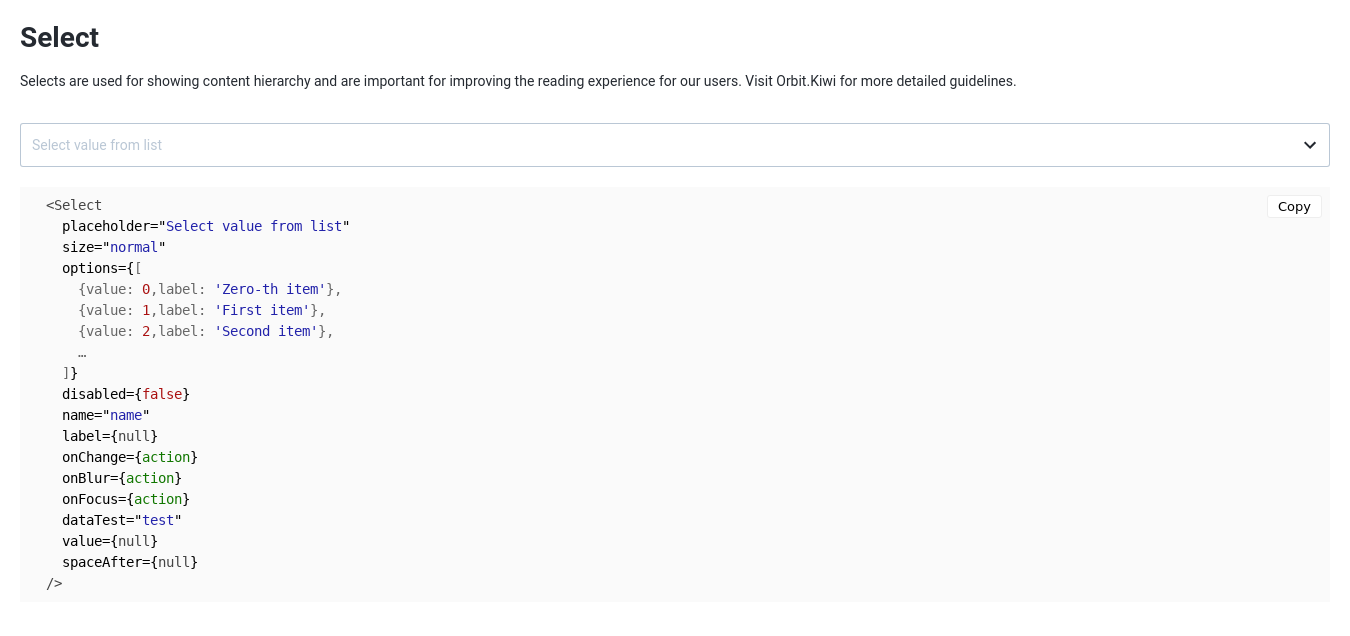 Select
Selects are used for showing content hierarchy and are important for improving the reading experience for our users. Visit Orbit.Kiwi for more detailed guidelines.
Select value from list
Copy
<Select
  placeholder="Select value from list"
  size="normal"
  options={[
    {value: 0,label: 'Zero-th item'},
    {value: 1,label: 'First item'},
    {value: 2,label: 'Second item'},
    …
  ]}
  disabled={false}
  name="name"
  label={null}
  onChange={action}
  onBlur={action}
  onFocus={action}
  dataTest="test"
  value={null}
  spaceAfter={null}
/>